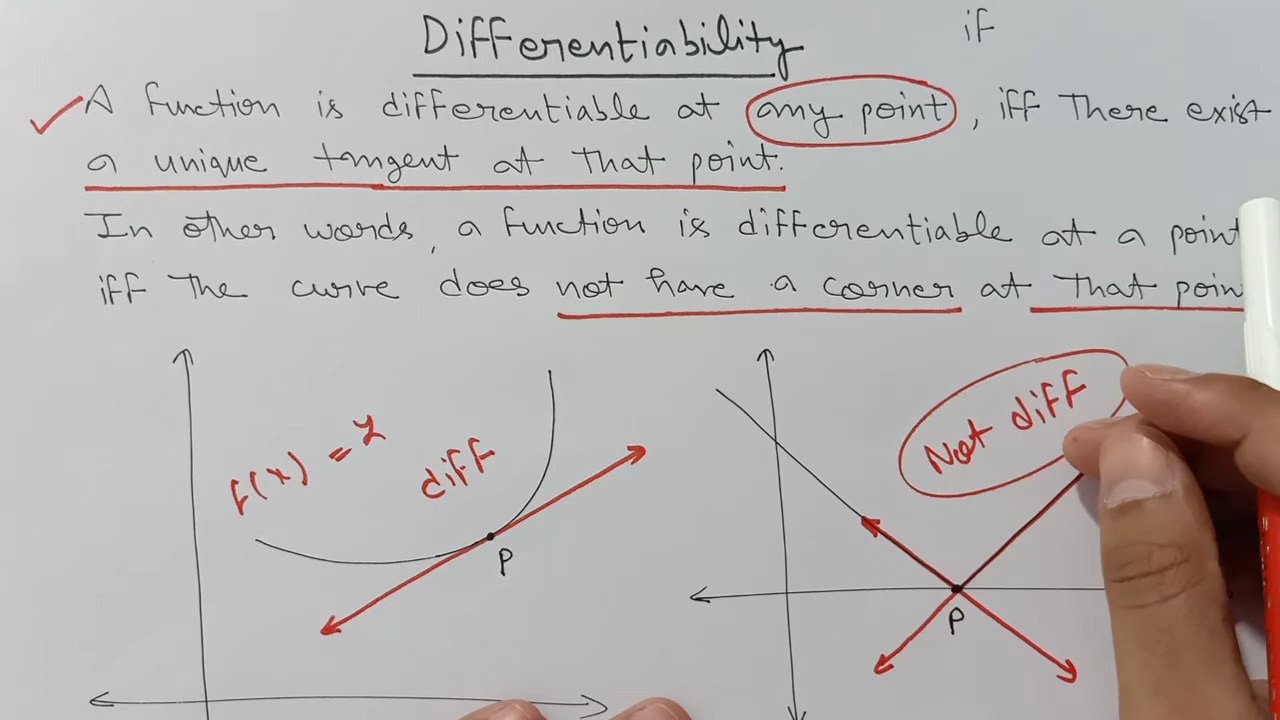 Differentiability
if
A function is differentiable at any point, iff There exist
a unique tangent at that point.
In other words, a function is differentiable at a point
iff the curve does not have a corner at that
f(x) =
diff
P
Not diff
P